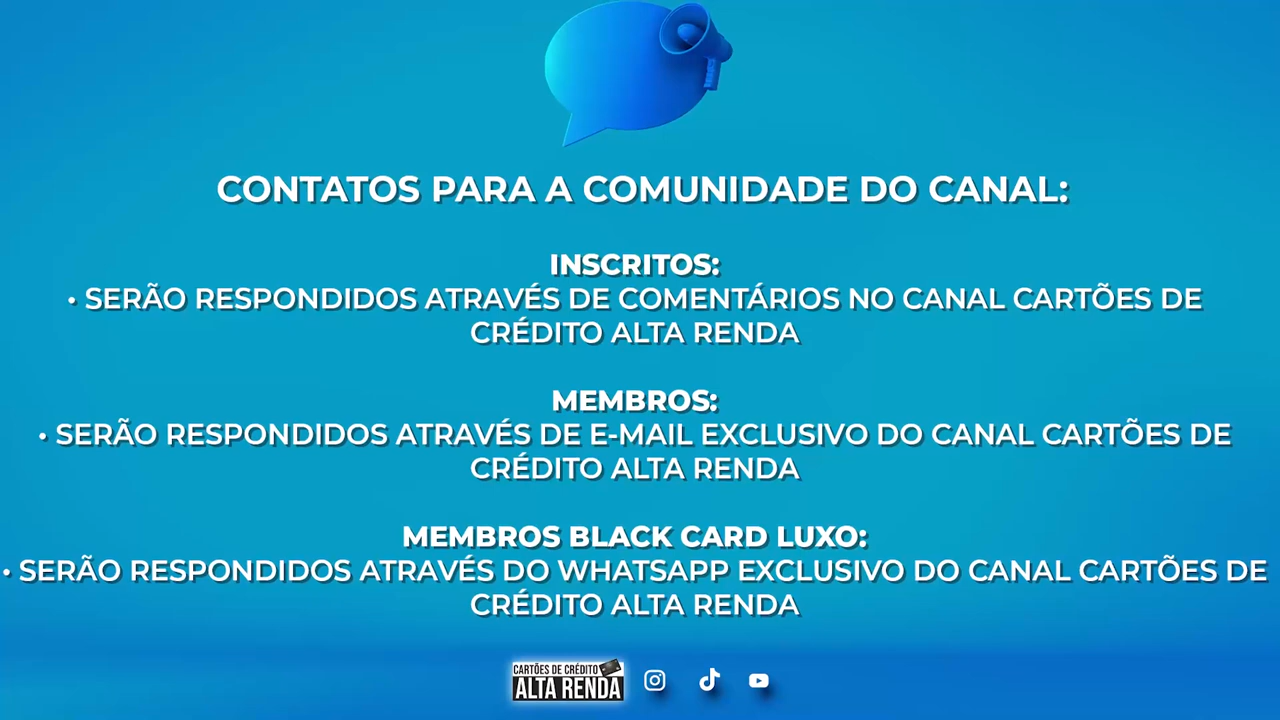 CONTATOS PARA A COMUNIDADE DO CANAL:
INSCRITOS:
• SERÃO RESPONDIDOS ATRAVÉS DE COMENTÁRIOS NO CANAL CARTÕES DE
CRÉDITO ALTA RENDA
MEMBROS:
• SERÃO RESPONDIDOS ATRAVÉS DE E-MAIL EXCLUSIVO DO CANAL CARTÕES DE
CRÉDITO ALTA RENDA
MEMBROS BLACK CARD LUXO:
• SERÃO RESPONDIDOS ATRAVÉS DO WHATSAPP EXCLUSIVO DO CANAL CARTÕES DE
CRÉDITO ALTA RENDA
CARTÕES DE CRÉDITO
ALTA RENDA